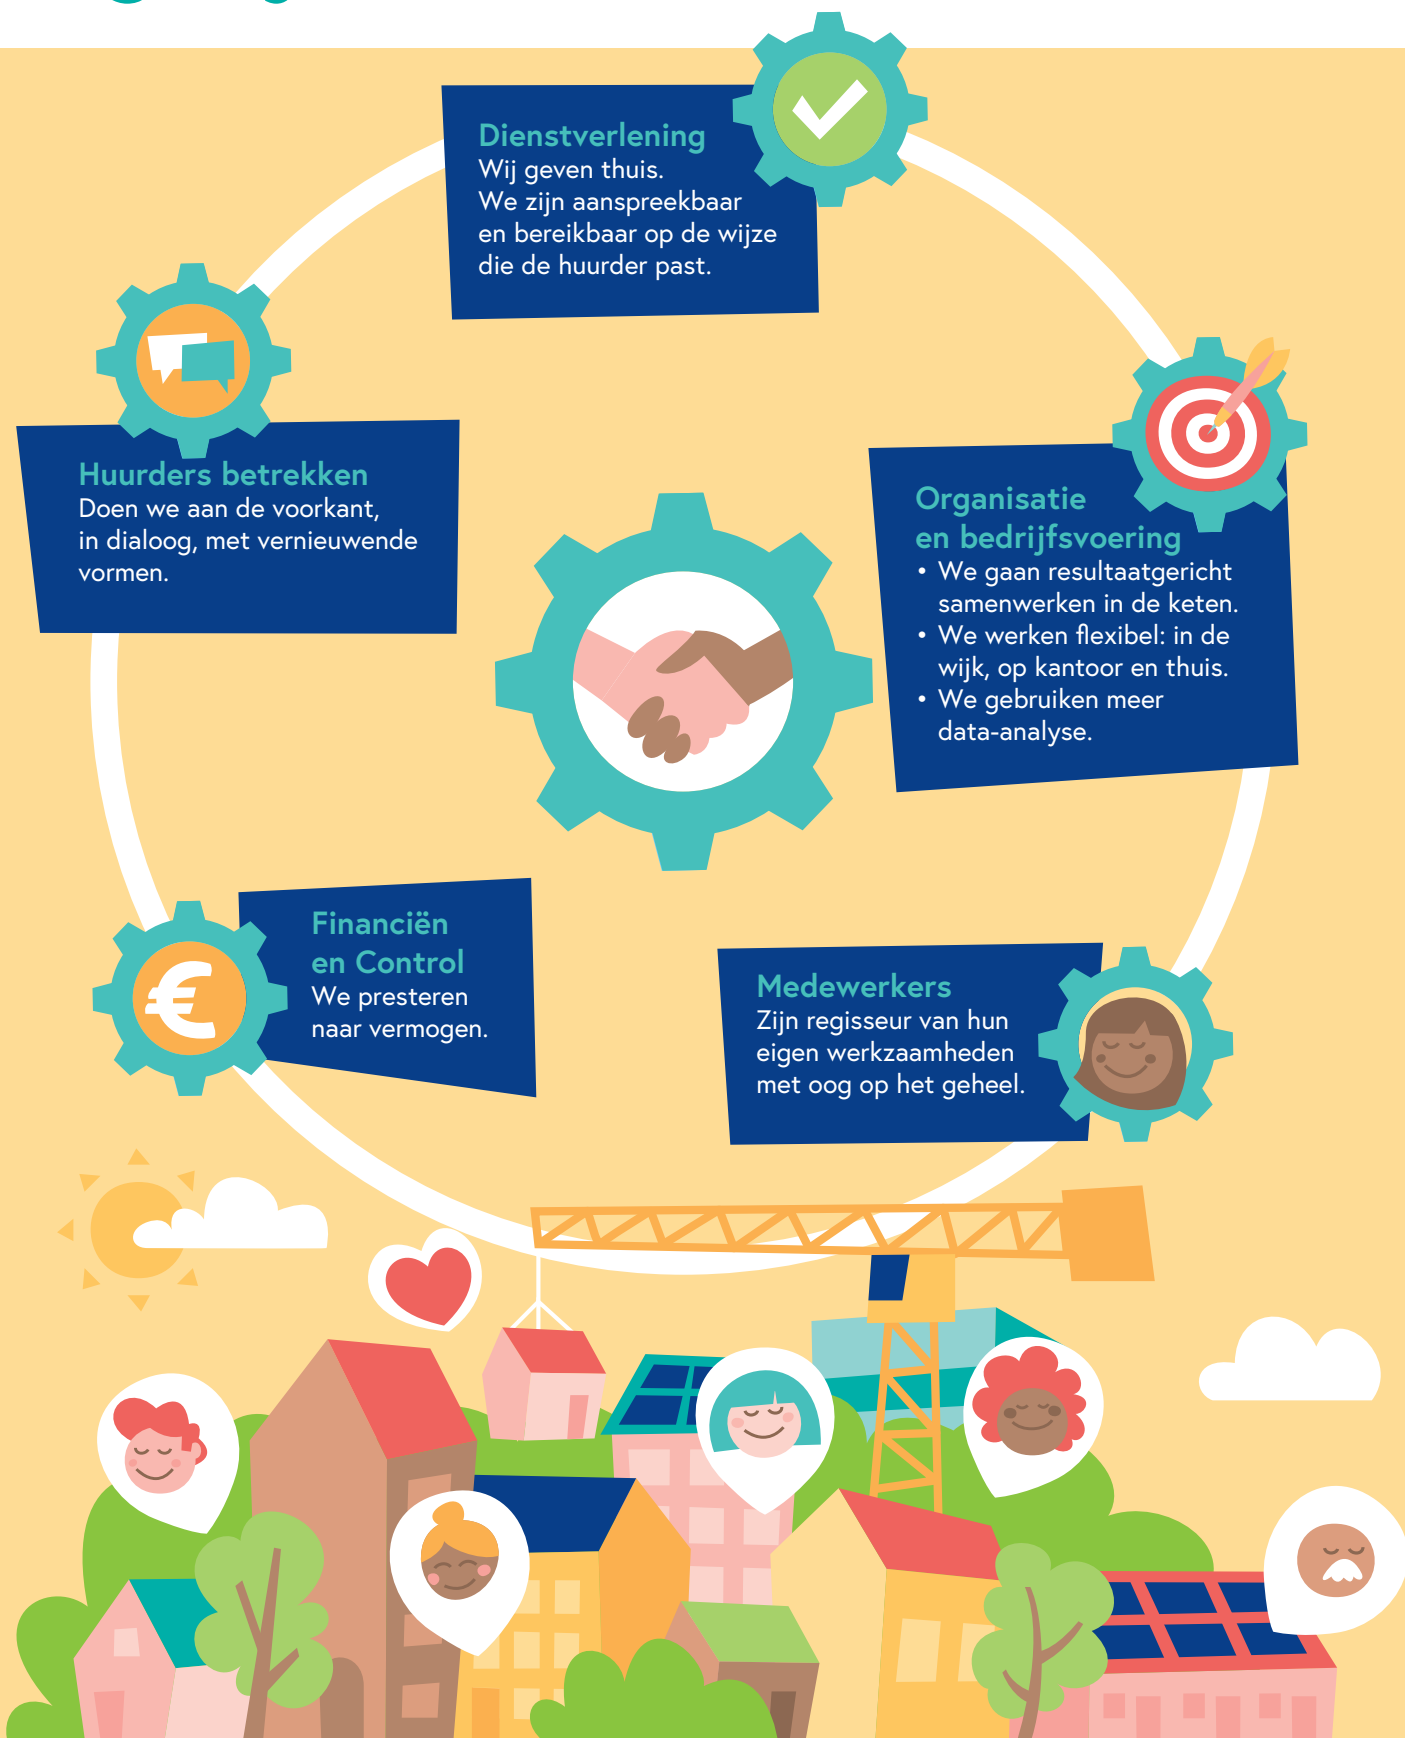 Dienstverlening
Wij geven thuis.
We zijn aanspreekbaar
en bereikbaar op de wijze
die de huurder past.
Huurders betrekken
Doen we aan de voorkant,
in dialoog, met vernieuwende
vormen.
Organisatie
en bedrijfsvoering
• We gaan resultaatgericht
samenwerken in de keten.
• We werken flexibel: in de
wijk, op kantoor en thuis.
• We gebruiken meer
data-analyse.
Financiën
en Control
We presteren
naar vermogen.
Medewerkers
Zijn regisseur van hun
eigen werkzaamheden
met oog op het geheel.